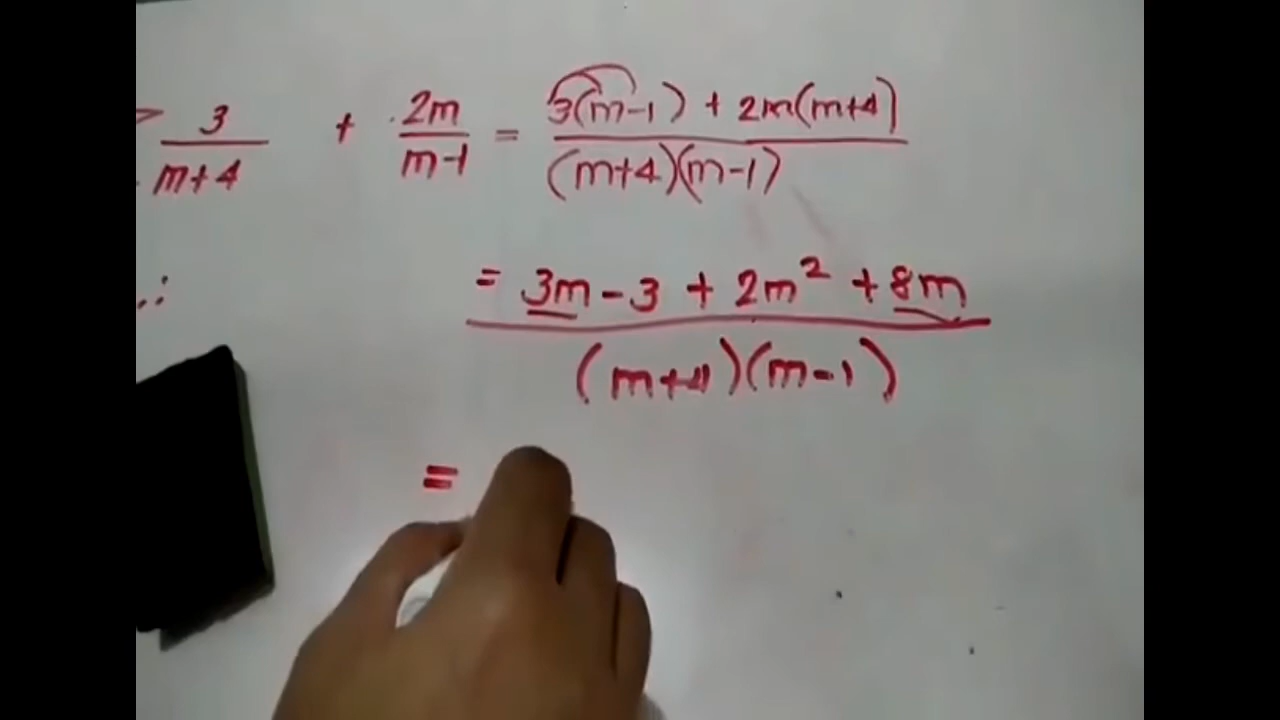 3/(m+4) + 2m/(m-1) = (3(m-1) + 2m(m+4))/((m+4)(m-1))
∴
= (3m - 3 + 2m² + 8m)/((m+4)(m-1))
=